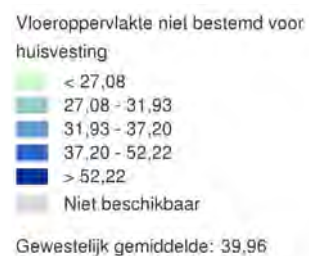 Vloeroppervlakte niet bestemd voor
huisvesting
< 27,08
27,08 - 31,93
31,93 - 37,20
37,20 - 52,22
> 52,22
Niet beschikbaar
Gewestelijk gemiddelde: 39,96